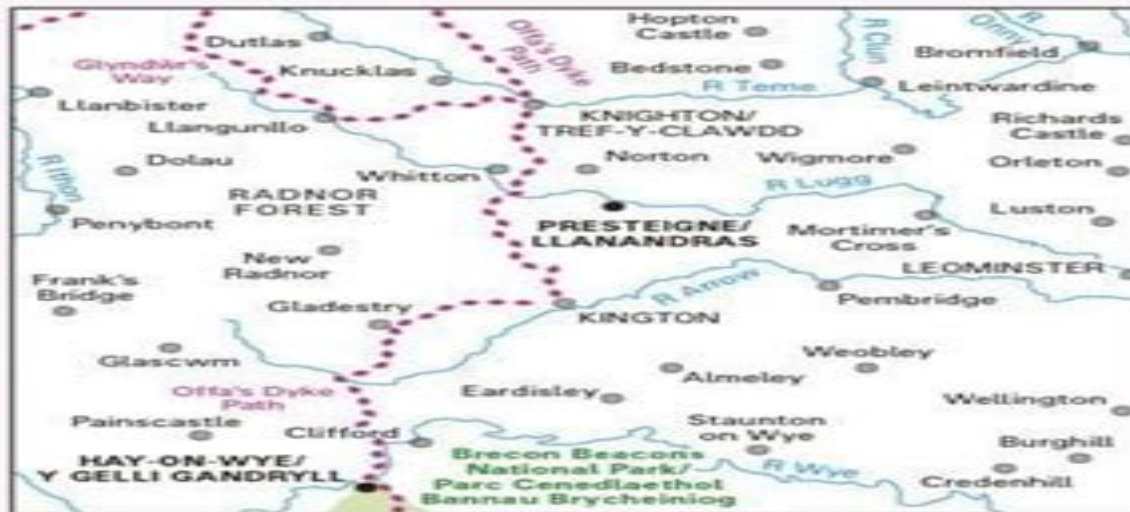 Hopton
Castle
R Clun
R
Onny
Bromfield
Dutlas
Offa's Dyke
Path
Glyndŵr's
Way
Knucklas
Bedstone
R Teme
Leintwardine
Llanbister
Llangunllo
KNIGHTON/
TREF-Y-CLAWDD
Richards
Castle
R Ithon
Dolau
Whitton
Norton
Wigmore
Orleton
RADNOR
FOREST
R Lugg
Penybont
PRESTEIGNE/
LLANANDRAS
Mortimer's
Cross
Luston
New
Radnor
LEOMINSTER
Frank's
Bridge
R Arrow
Pembridge
Gladestry
KINGTON
Glascwm
Weobley
Almeley
Offa's Dyke
Path
Eardisley
Wellington
Painscastle
Clifford
Staunton
on Wye
Burghill
HAY-ON-WYE/
Y GELLI GANDRYLL
Brecon Beacons
National Park/
Parc Cenedlaethol
Bannau Brycheiniog
R Wye
Credenhill